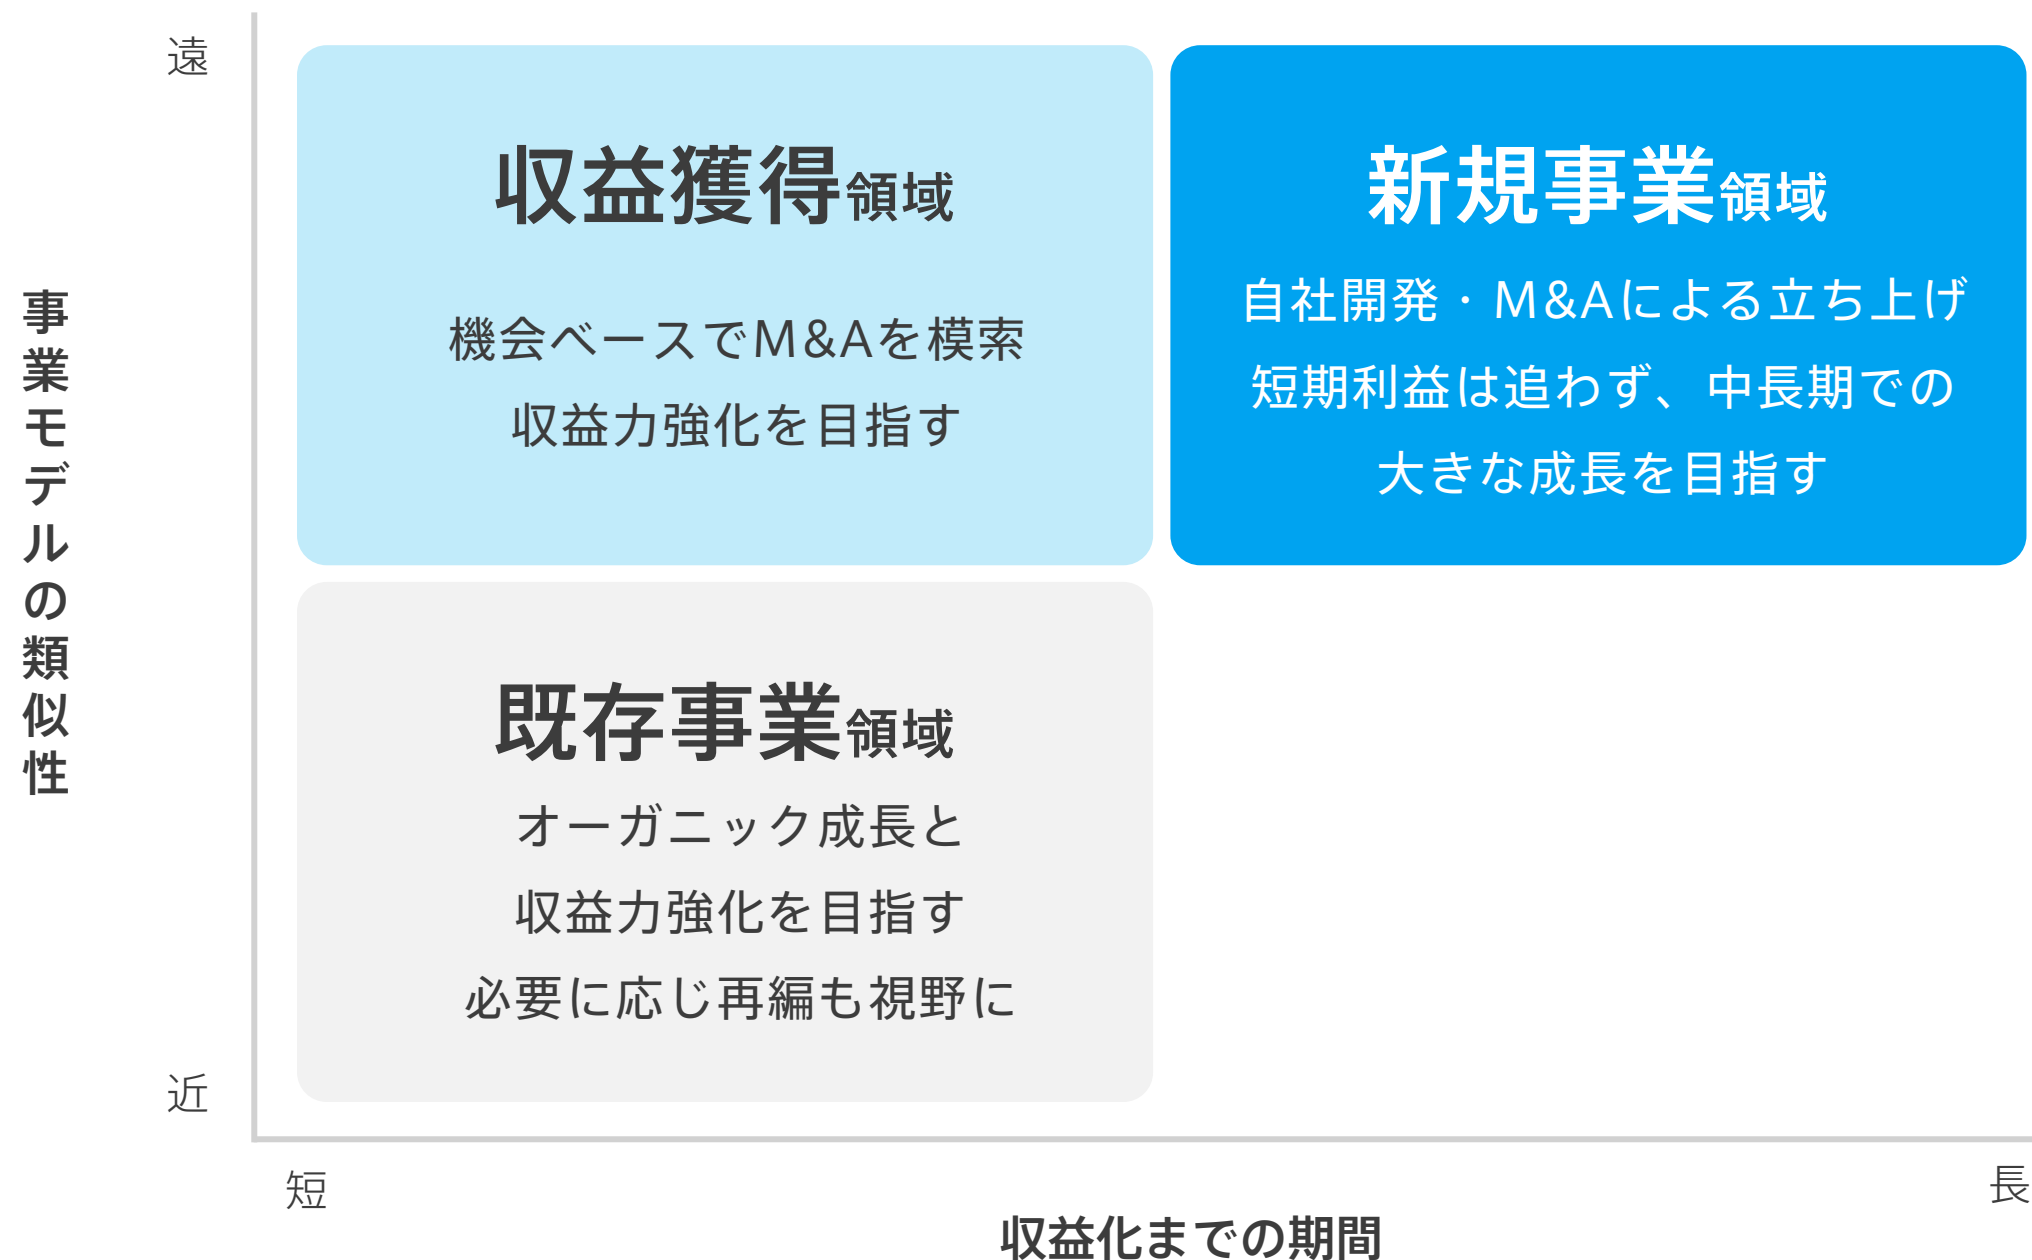 事業モデルの類似性
遠
収益獲得領域
機会ベースでM&Aを模索
収益力強化を目指す
新規事業領域
自社開発・M&Aによる立ち上げ
短期利益は追わず、中長期での
大きな成長を目指す
既存事業領域
オーガニック成長と
収益力強化を目指す
必要に応じ再編も視野に
近
短
長
収益化までの期間